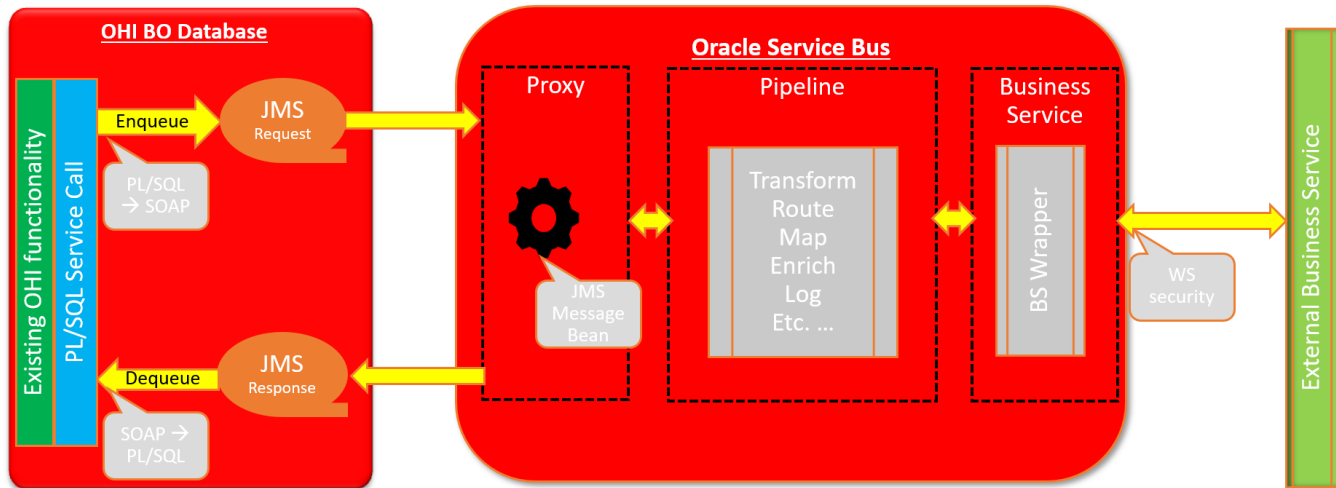 OHI BO Database
Existing OHI functionality
PL/SQL Service Call
Enqueue
JMS
Request
PL/SQL
→ SOAP
JMS
Response
Dequeue
SOAP →
PL/SQL
Oracle Service Bus
Proxy
JMS
Message
Bean
Pipeline
Transform
Route
Map
Enrich
Log
Etc. ...
Business
Service
BS Wrapper
WS
security
External Business Service